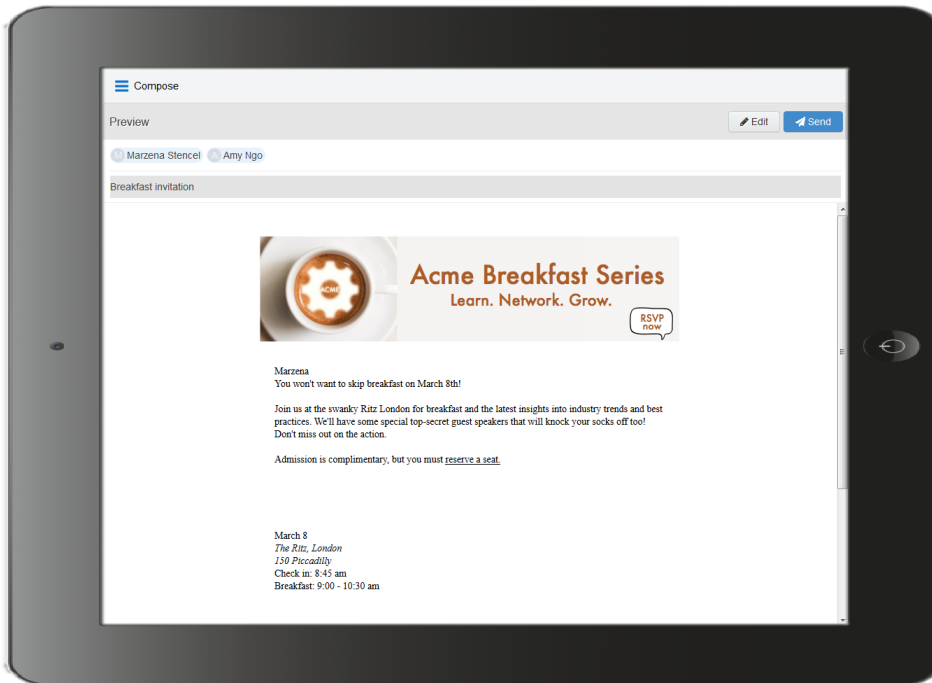 Compose
Preview
Edit
Send
M Marzena Stencel A Amy Ngo
Breakfast invitation
ACME
Acme Breakfast Series
Learn. Network. Grow.
RSVP
now
Marzena
You won't want to skip breakfast on March 8th!
Join us at the swanky Ritz London for breakfast and the latest insights into industry trends and best
practices. We'll have some special top-secret guest speakers that will knock your socks off too!
Don't miss out on the action.
Admission is complimentary, but you must reserve a seat.
March 8
The Ritz, London
150 Piccadilly
Check in: 8:45 am
Breakfast: 9:00 - 10:30 am